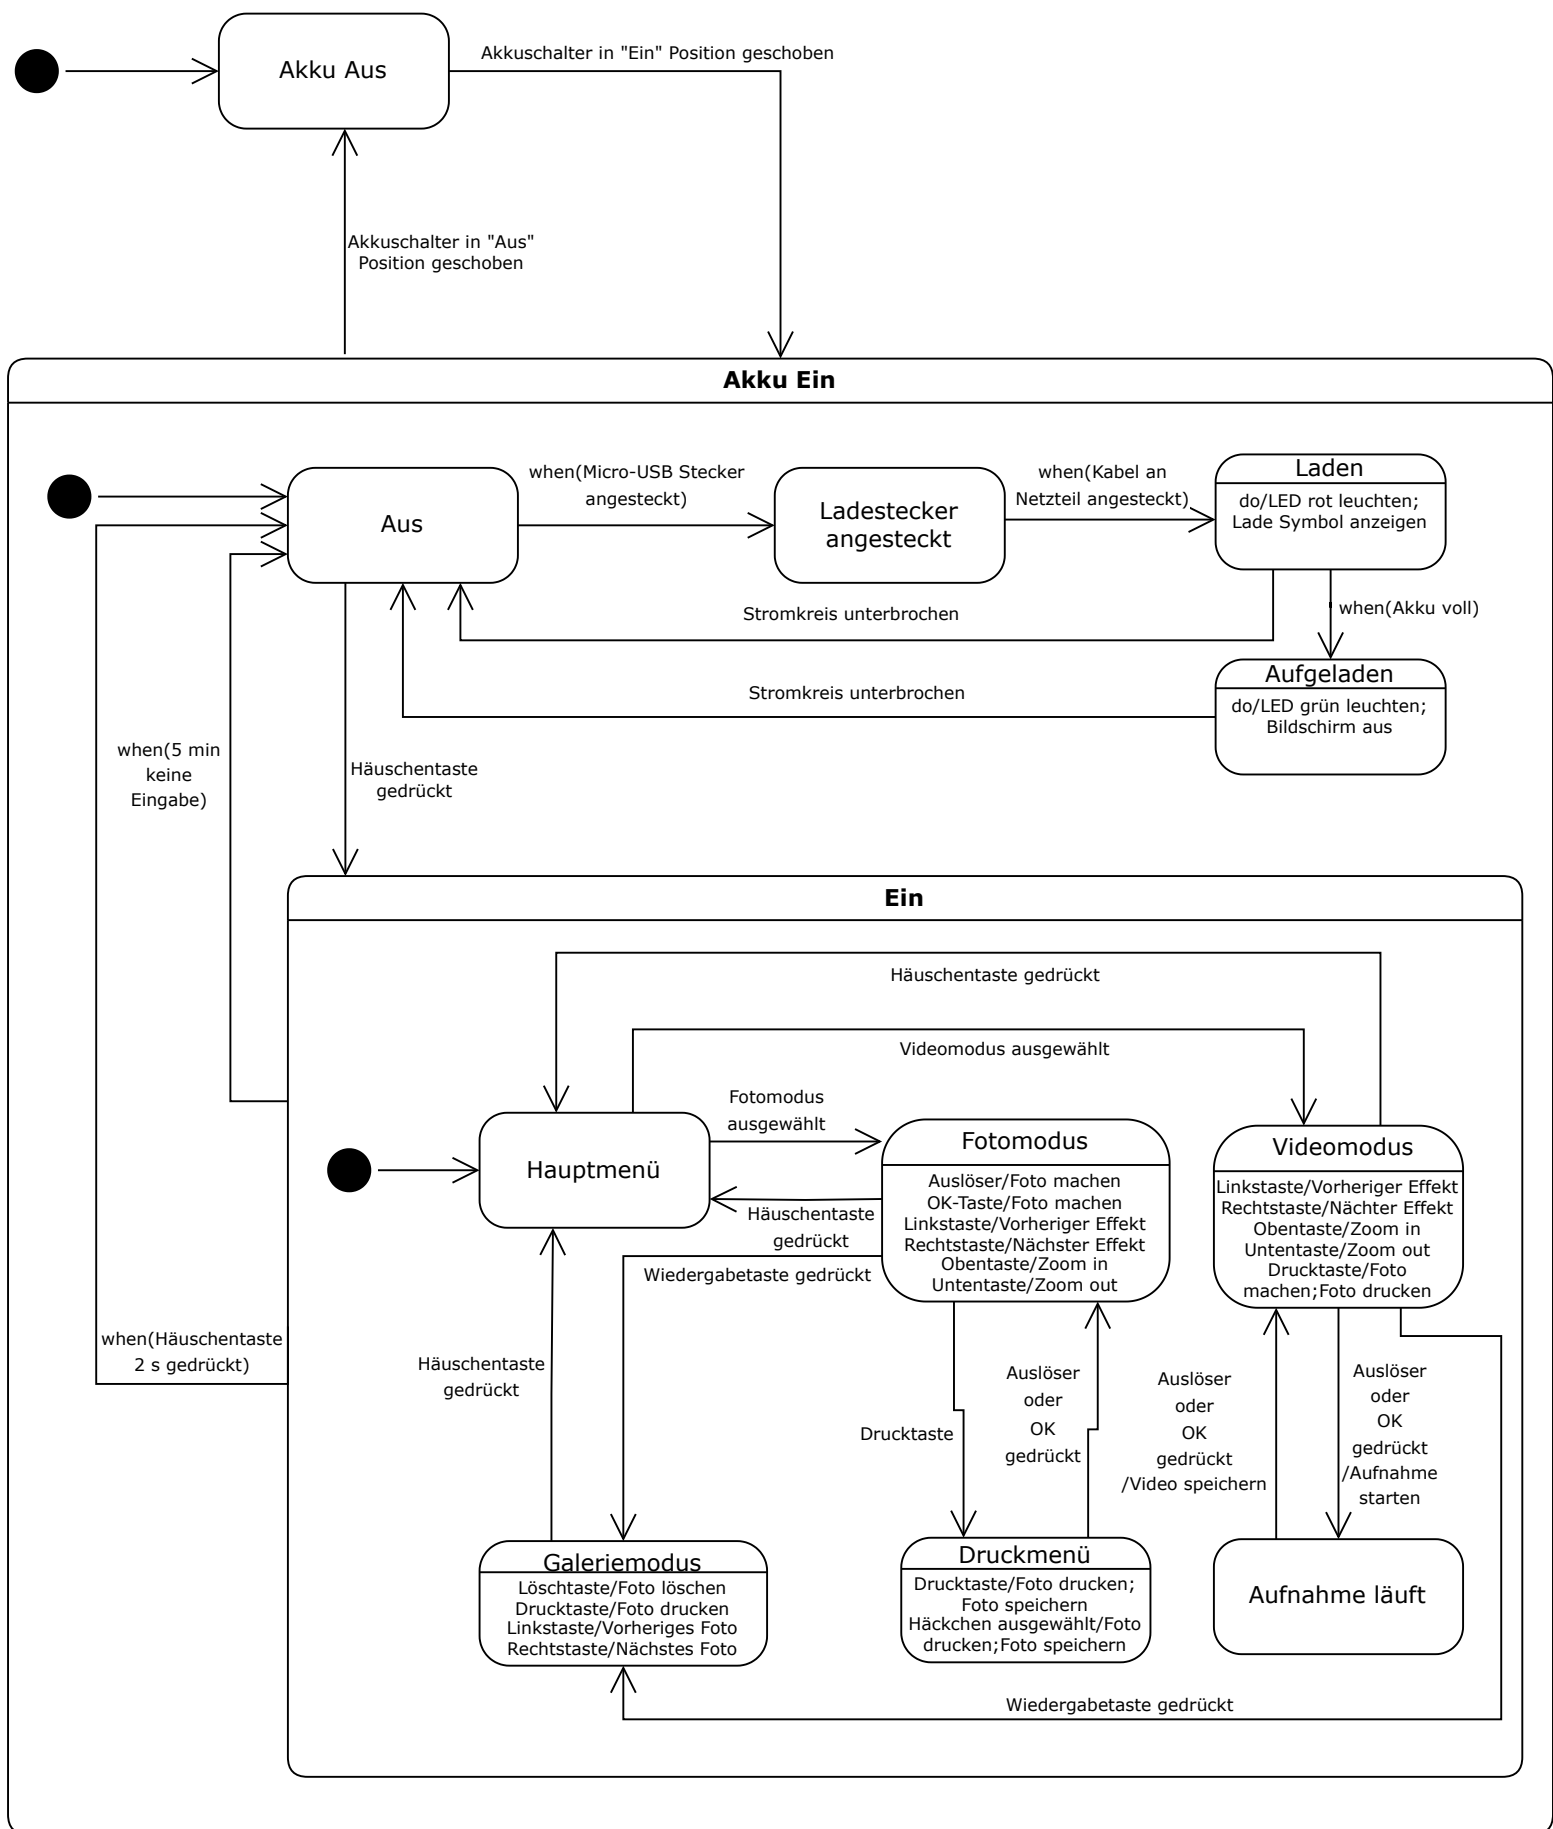 Akku Aus
Akkuschalter in "Ein" Position geschoben
Akkuschalter in "Aus"
Position geschoben
Akku Ein
Aus
when(Micro-USB Stecker
angesteckt)
Ladestecker
angesteckt
when(Kabel an
Netzteil angesteckt)
Laden
do/LED rot leuchten;
Lade Symbol anzeigen
Stromkreis unterbrochen
when(Akku voll)
Aufgeladen
do/LED grün leuchten;
Bildschirm aus
Stromkreis unterbrochen
when(5 min
keine
Eingabe)
Häuschentaste
gedrückt
Ein
Häuschentaste gedrückt
Videomodus ausgewählt
Fotomodus
ausgewählt
Hauptmenü
Fotomodus
Auslöser/Foto machen
OK-Taste/Foto machen
Linkstaste/Vorheriger Effekt
Rechtstaste/Nächster Effekt
Obentaste/Zoom in
Untentaste/Zoom out
Videomodus
Linkstaste/Vorheriger Effekt
Rechtstaste/Nächter Effekt
Obentaste/Zoom in
Untentaste/Zoom out
Drucktaste/Foto
machen;Foto drucken
Häuschentaste
gedrückt
Wiedergabetaste gedrückt
when(Häuschentaste
2 s gedrückt)
Häuschentaste
gedrückt
Drucktaste
Auslöser
oder
OK
gedrückt
Auslöser
oder
OK
gedrückt
/Video speichern
Auslöser
oder
OK
gedrückt
/Aufnahme
starten
Galeriemodus
Löschtaste/Foto löschen
Drucktaste/Foto drucken
Linkstaste/Vorheriges Foto
Rechtstaste/Nächstes Foto
Druckmenü
Drucktaste/Foto drucken;
Foto speichern
Häckchen ausgewählt/Foto
drucken;Foto speichern
Aufnahme läuft
Wiedergabetaste gedrückt